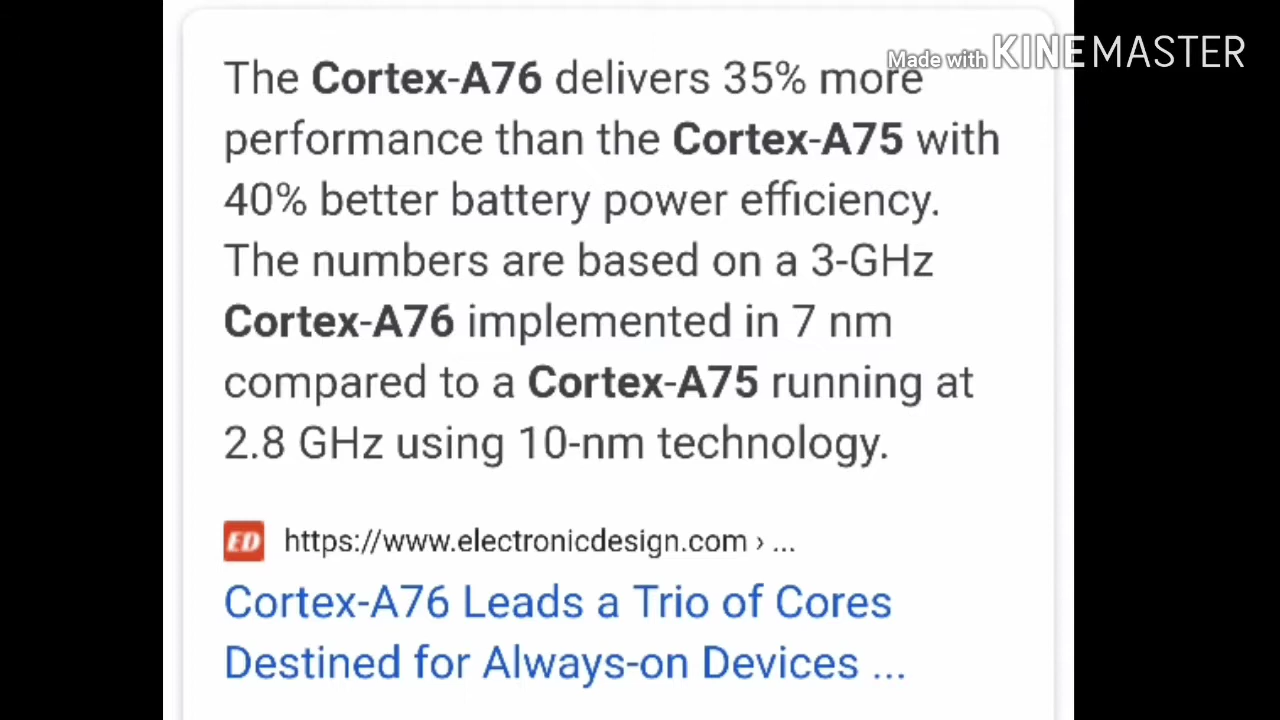 Made with KINEMASTER
The Cortex-A76 delivers 35% more
performance than the Cortex-A75 with
40% better battery power efficiency.
The numbers are based on a 3-GHz
Cortex-A76 implemented in 7 nm
compared to a Cortex-A75 running at
2.8 GHz using 10-nm technology.
ED https://www.electronicdesign.com › ...
Cortex-A76 Leads a Trio of Cores
Destined for Always-on Devices ...